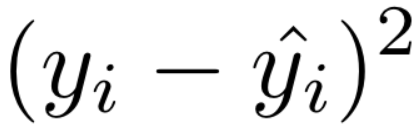 (yᵢ − ŷᵢ)²